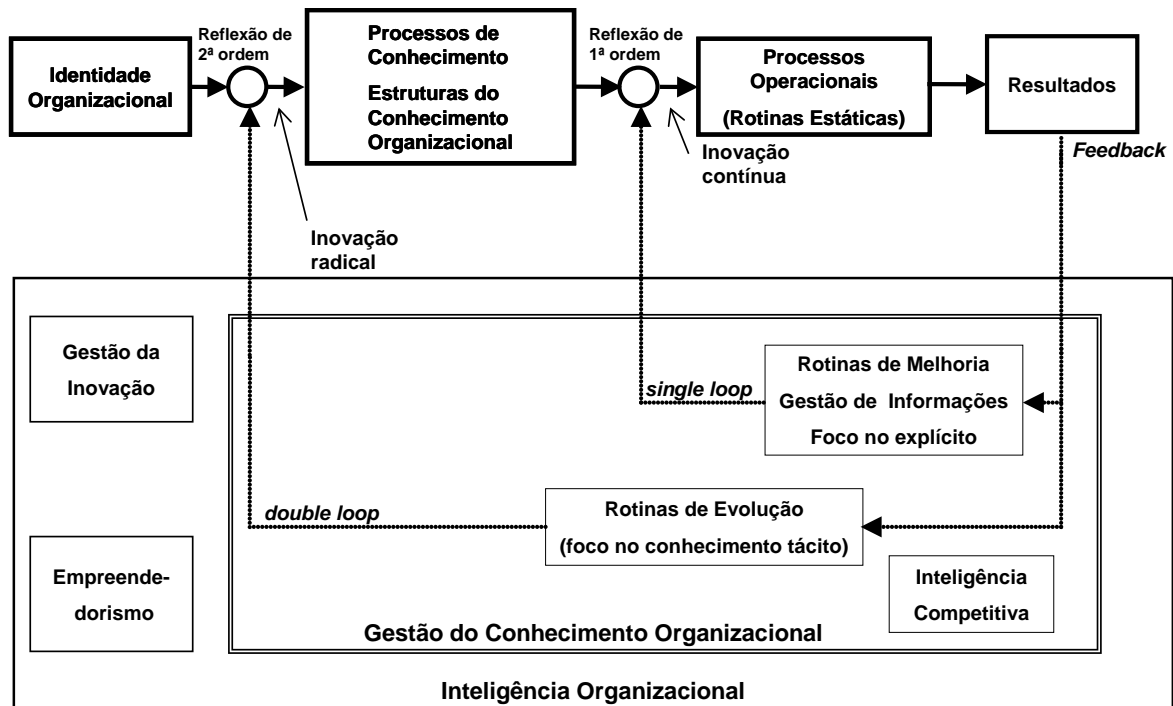 Identidade
Organizacional
Reflexão de
2ª ordem
Processos de
Conhecimento
Estruturas do
Conhecimento
Organizacional
Reflexão de
1ª ordem
Processos
Operacionais
(Rotinas Estáticas)
Resultados
Feedback
Inovação
contínua
Inovação
radical
Gestão da
Inovação
Rotinas de Melhoria
Gestão de Informações
Foco no explícito
single loop
double loop
Rotinas de Evolução
(foco no conhecimento tácito)
Empreende-
dorismo
Inteligência
Competitiva
Gestão do Conhecimento Organizacional
Inteligência Organizacional